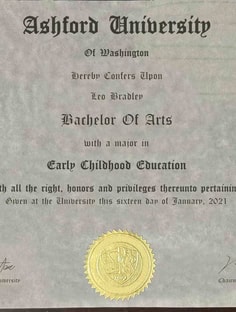 Ashford University
Of Washington
Hereby Confers Upon
Leo Bradley
Bachelor Of Arts
with a major in
Early Childhood Education
th all the right, honors and privileges thereunto pertainin
Given at the University this sixteen day of January, 2021